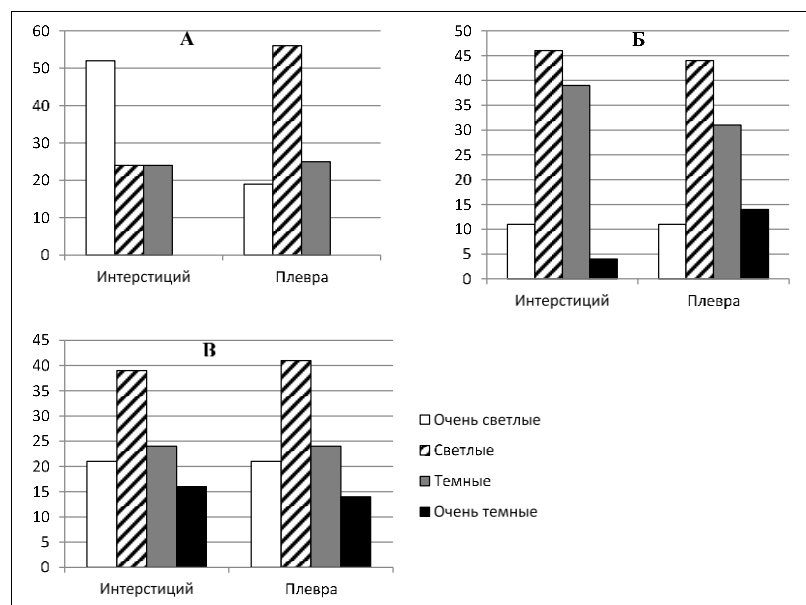 А
60
50
40
30
20
10
0
Интерстиций Плевра
Б
50
45
40
35
30
25
20
15
10
5
0
Интерстиций Плевра
В
45
40
35
30
25
20
15
10
5
0
Интерстиций Плевра
Очень светлые
Светлые
Темные
Очень темные